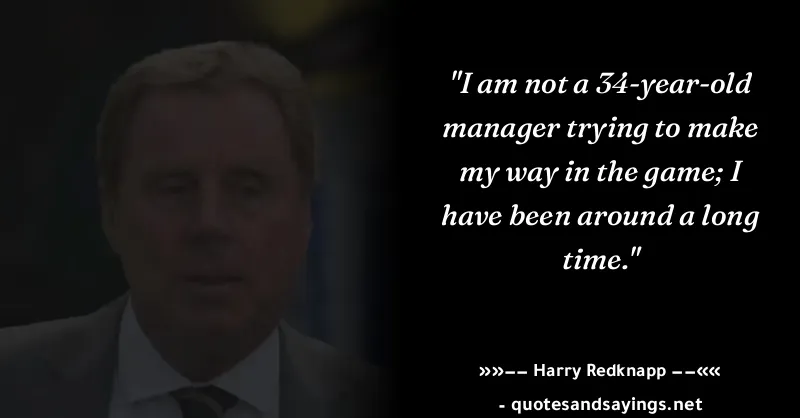 "I am not a 34-year-old
manager trying to make
my way in the game; I
have been around a long
time."
»»–– Harry Redknapp ––««
- quotesandsayings.net